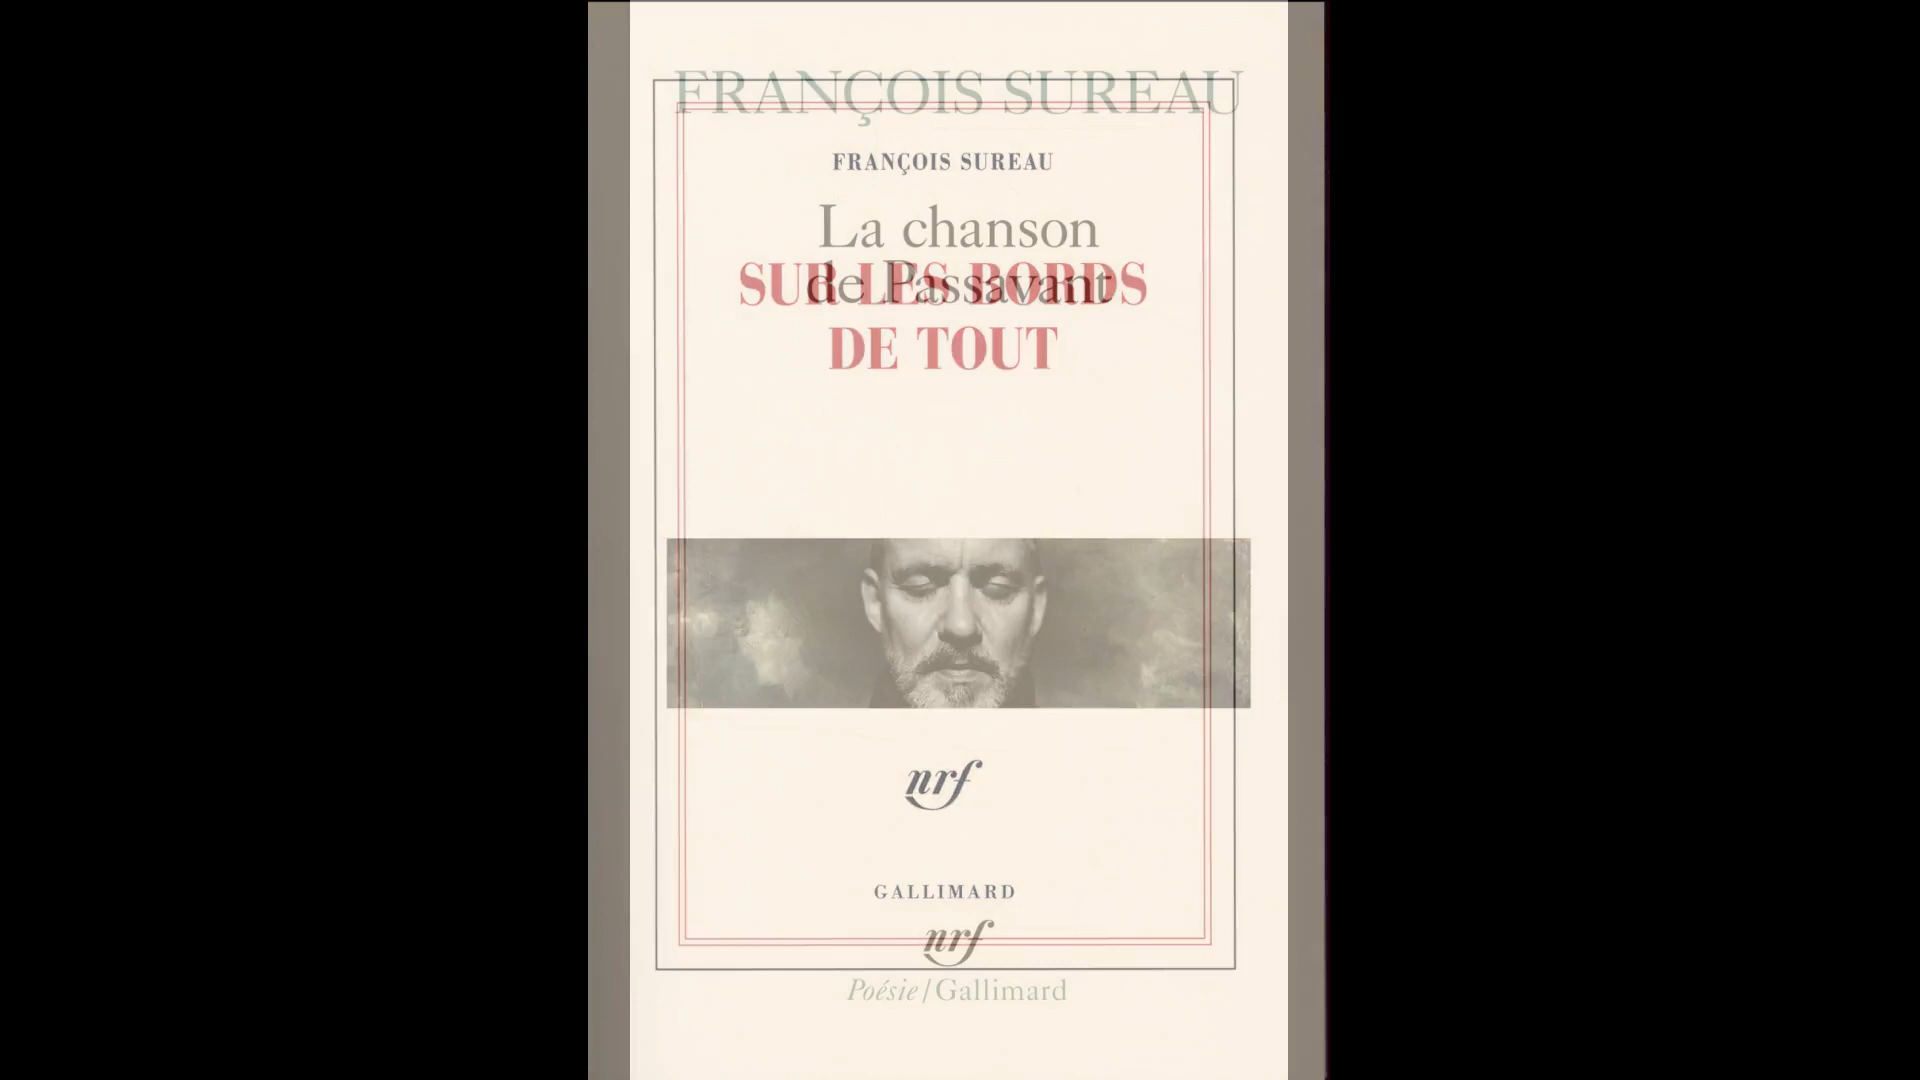 FRANÇOIS SUREAU
FRANÇOIS SUREAU
La chanson
de Passavant
SUR LES BORDS
DE TOUT
nrf
GALLIMARD
nrf
Poésie / Gallimard